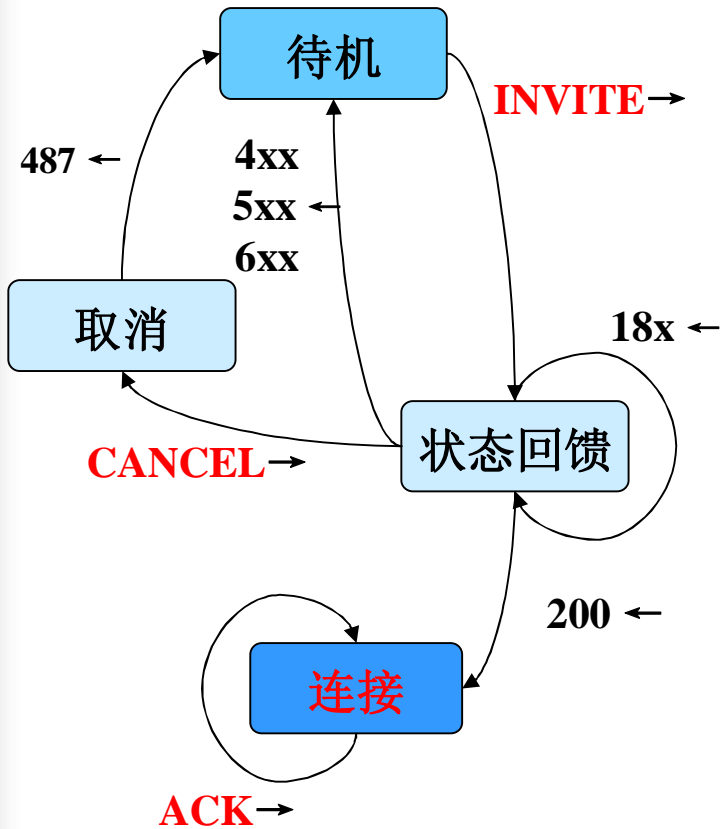 待机
INVITE→
487 ←
4xx
5xx ←
6xx
取消
18x ←
CANCEL→
状态回馈
200 ←
连接
ACK→